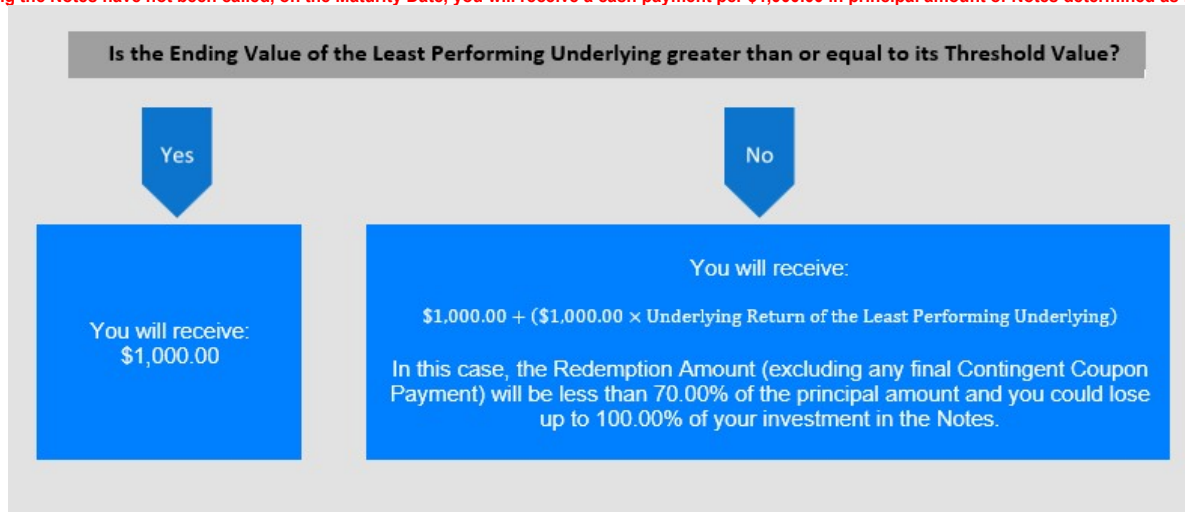 Is the Ending Value of the Least Performing Underlying greater than or equal to its Threshold Value?
Yes
No
You will receive:
$1,000.00
You will receive:
$1,000.00 + ($1,000.00 × Underlying Return of the Least Performing Underlying)
In this case, the Redemption Amount (excluding any final Contingent Coupon
Payment) will be less than 70.00% of the principal amount and you could lose
up to 100.00% of your investment in the Notes.